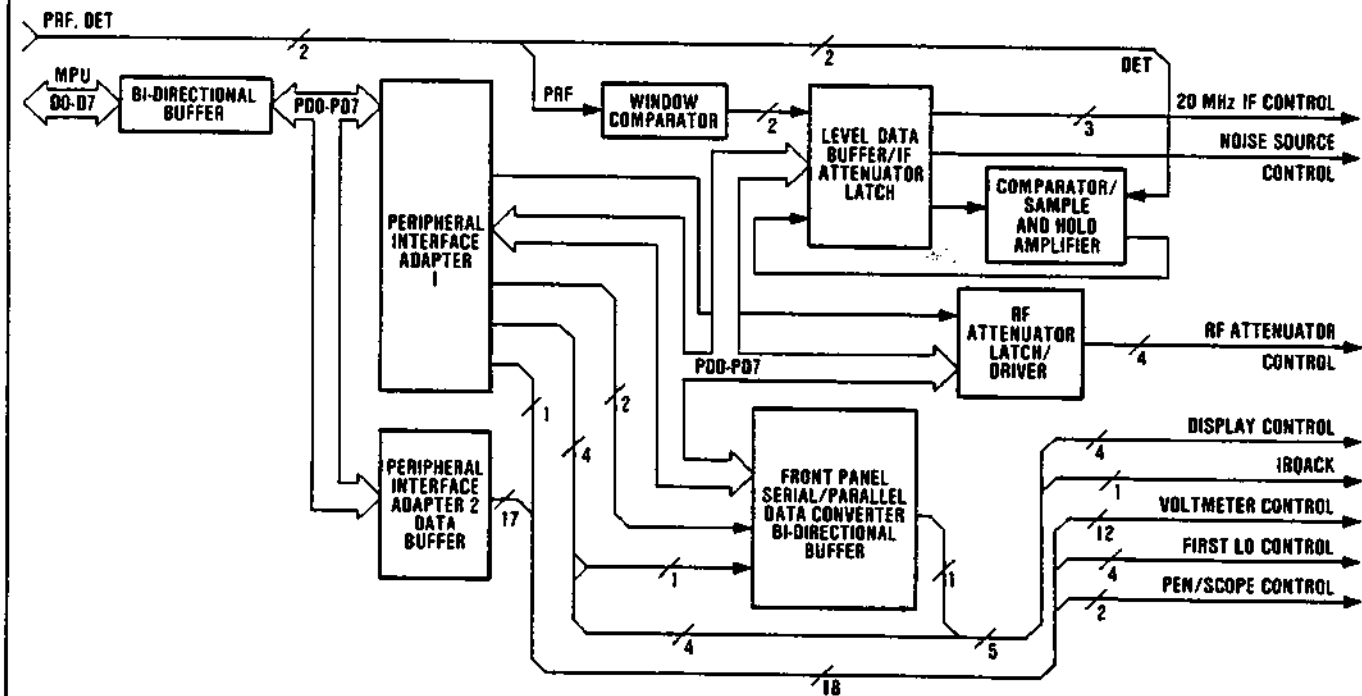 PRF, DET
2
2
DET
MPU
D0-D7
BI-DIRECTIONAL
BUFFER
PD0-PD7
PRF
WINDOW
COMPARATOR
2
LEVEL DATA
BUFFER/IF
ATTENUATOR
LATCH
3
20 MHz IF CONTROL
NOISE SOURCE
CONTROL
COMPARATOR/
SAMPLE
AND HOLD
AMPLIFIER
PERIPHERAL
INTERFACE
ADAPTER
1
RF
ATTENUATOR
LATCH/
DRIVER
4
RF ATTENUATOR
CONTROL
PD0-PD7
1
2
4
PERIPHERAL
INTERFACE
ADAPTER 2
DATA
BUFFER
17
FRONT PANEL
SERIAL/PARALLEL
DATA CONVERTER
BI-DIRECTIONAL
BUFFER
1
11
4
5
18
DISPLAY CONTROL
4
IRQACK
1
VOLTMETER CONTROL
12
FIRST LO CONTROL
4
PEN/SCOPE CONTROL
2